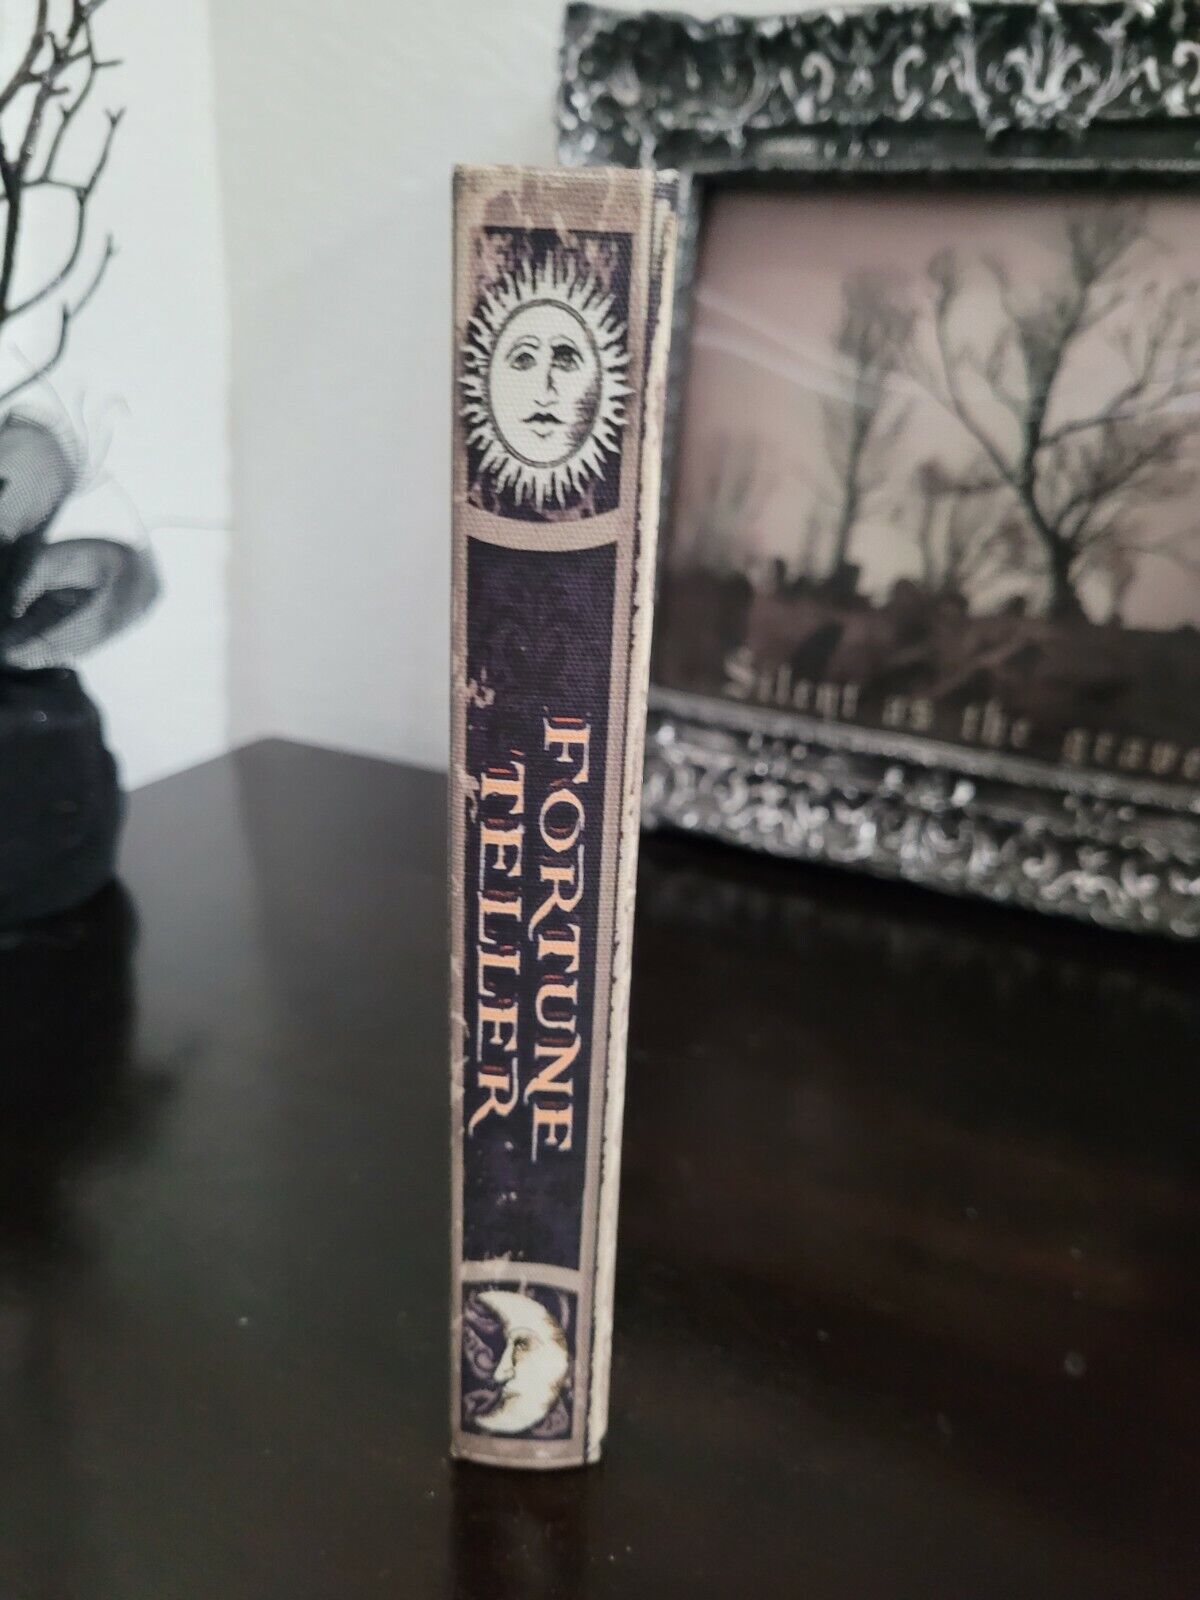 FORTUNE
TELLER
Silent as the grave